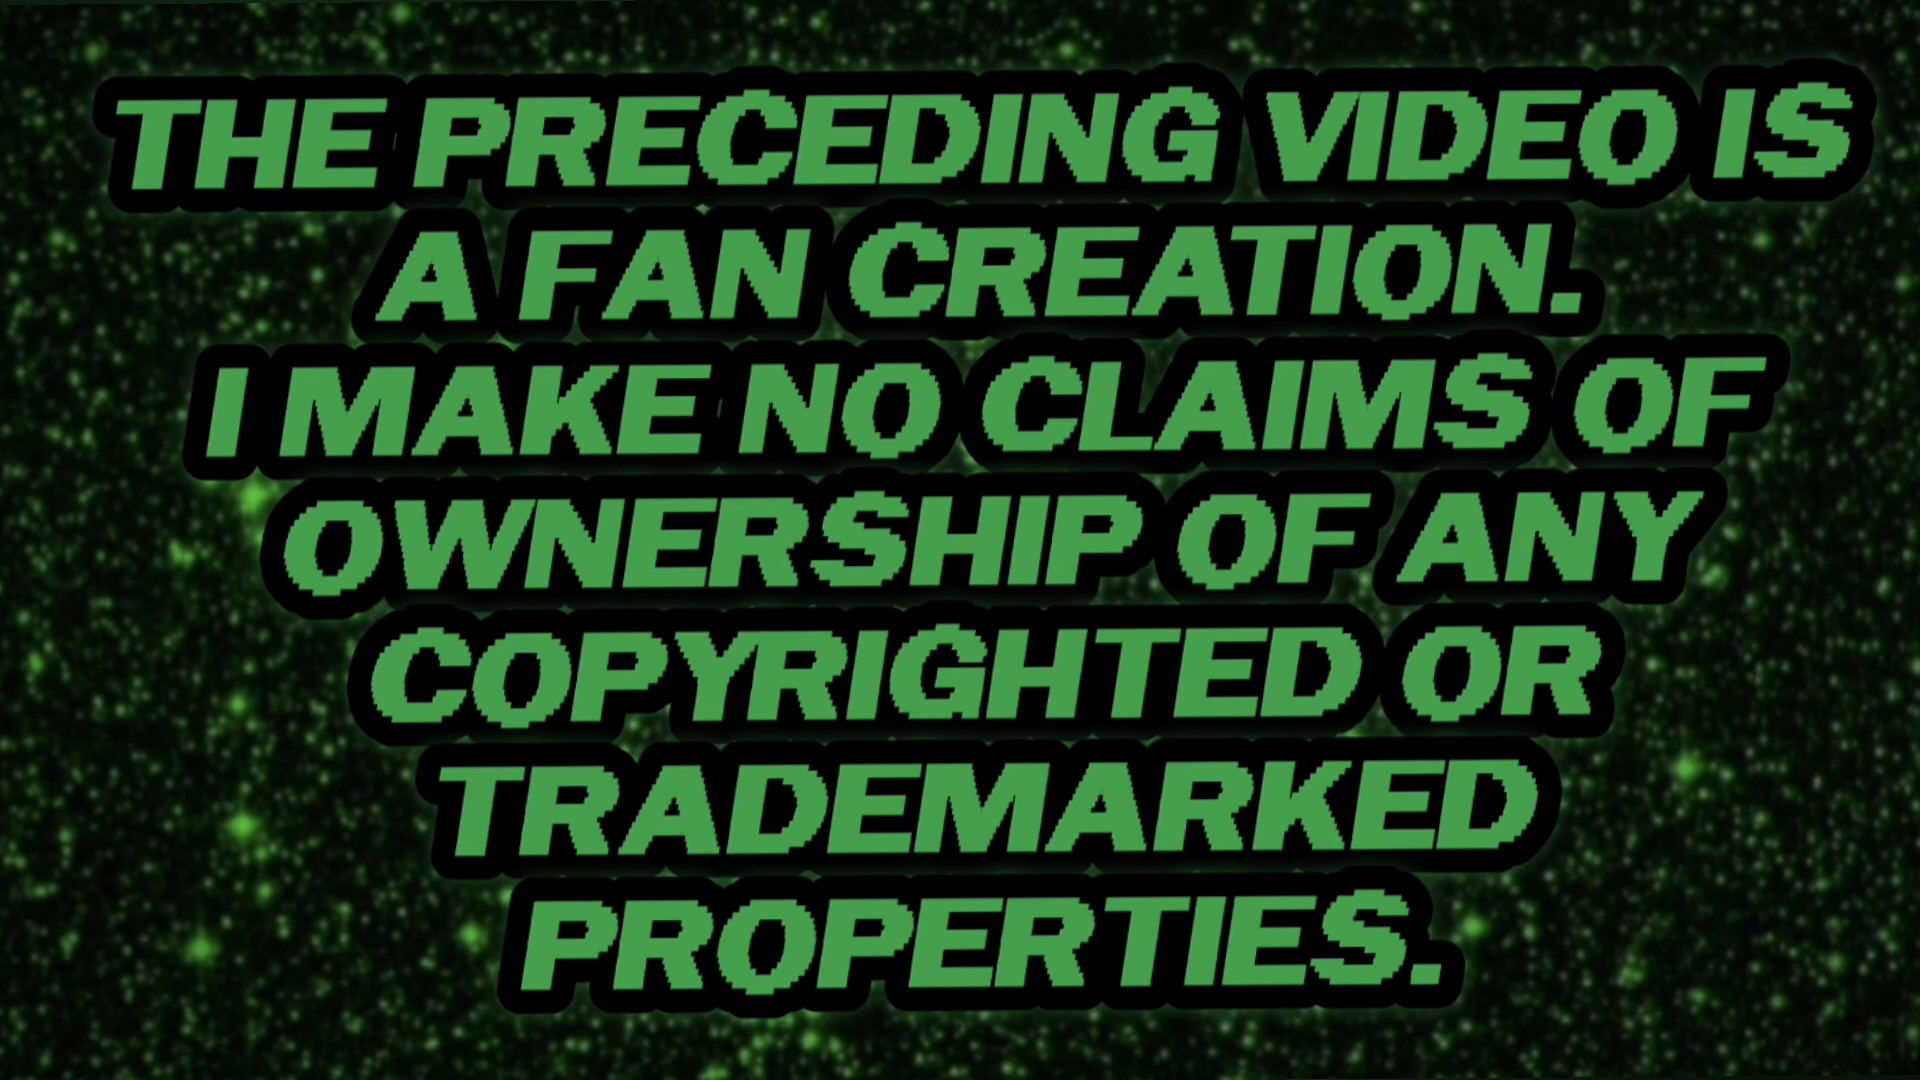 THE PRECEDING VIDEO IS
A FAN CREATION.
I MAKE NO CLAIMS OF
OWNERSHIP OF ANY
COPYRIGHTED OR
TRADEMARKED
PROPERTIES.